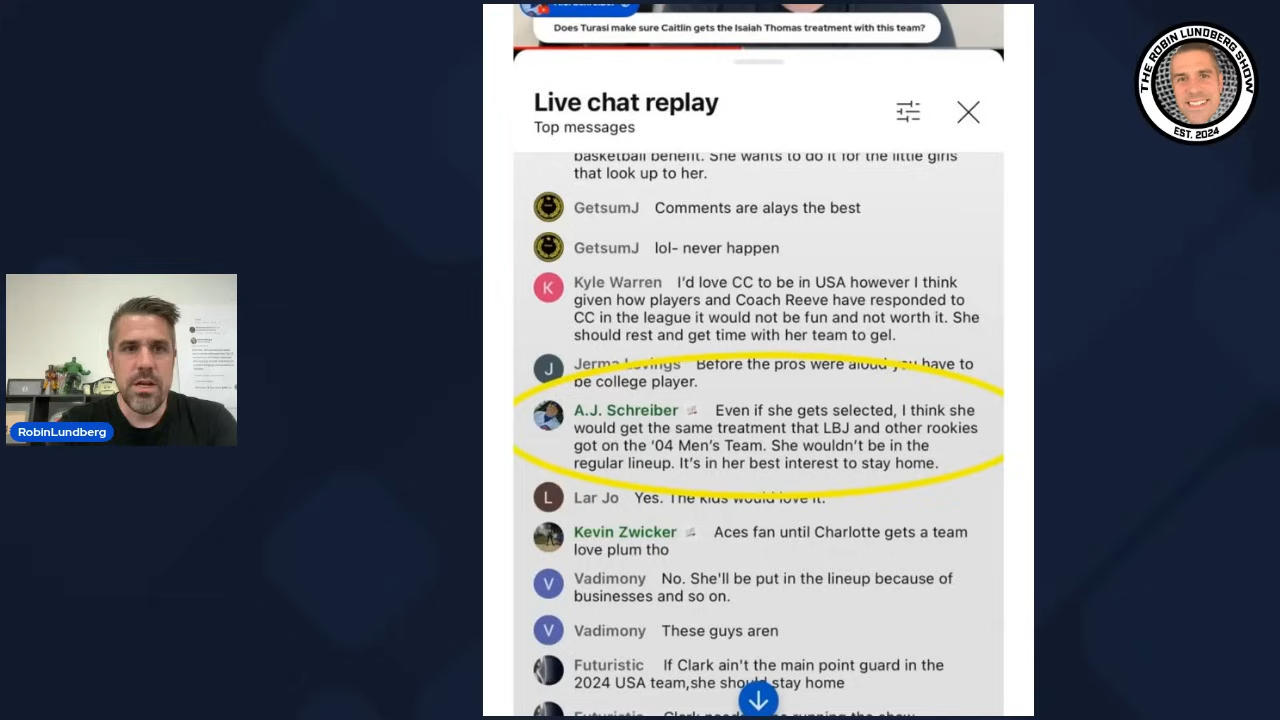 Does Turasi make sure Caitlin gets the Isaiah Thomas treatment with this team?
THE ROBIN LUNDBERG SHOW
EST. 2024
Live chat replay
Top messages
basketball benefit. She wants to do it for the little girls
that look up to her.
GetsumJ Comments are alays the best
GetsumJ lol- never happen
K Kyle Warren I'd love CC to be in USA however I think
given how players and Coach Reeve have responded to
CC in the league it would not be fun and not worth it. She
should rest and get time with her team to gel.
J Jerma Lovings Before the pros were aloud you have to
be college player.
A.J. Schreiber Even if she gets selected, I think she
would get the same treatment that LBJ and other rookies
got on the '04 Men's Team. She wouldn't be in the
regular lineup. It's in her best interest to stay home.
L Lar Jo Yes. The kids would love it.
Kevin Zwicker Aces fan until Charlotte gets a team
love plum tho
V Vadimony No. She'll be put in the lineup because of
businesses and so on.
V Vadimony These guys aren
Futuristic If Clark ain't the main point guard in the
2024 USA team,she should stay home
RobinLundberg